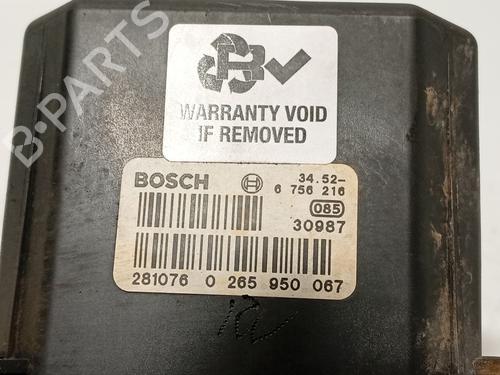 B-PARTS
WARRANTY VOID
IF REMOVED
BOSCH
34.52-
6 756 216
085
30987
281076 0 265 950 067